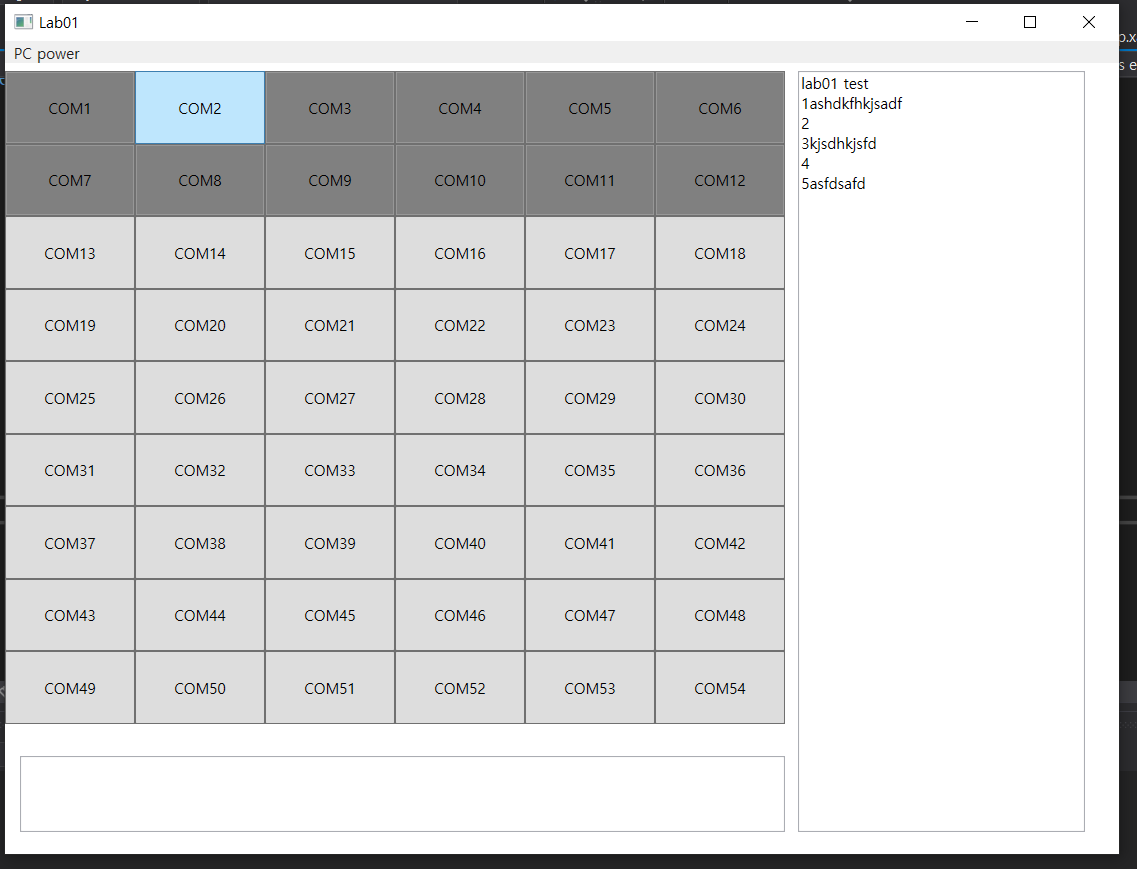 Lab01
PC power
COM1 COM2 COM3 COM4 COM5 COM6
COM7 COM8 COM9 COM10 COM11 COM12
COM13 COM14 COM15 COM16 COM17 COM18
COM19 COM20 COM21 COM22 COM23 COM24
COM25 COM26 COM27 COM28 COM29 COM30
COM31 COM32 COM33 COM34 COM35 COM36
COM37 COM38 COM39 COM40 COM41 COM42
COM43 COM44 COM45 COM46 COM47 COM48
COM49 COM50 COM51 COM52 COM53 COM54
lab01 test
1ashdkfhkjsadf
2
3kjsdhkjsfd
4
5asfdsafd